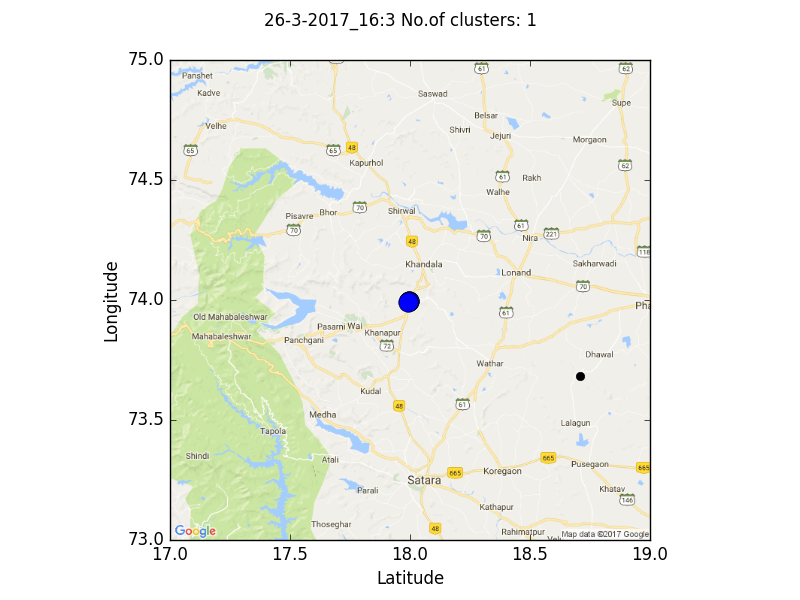 26-3-2017_16:3 No.of clusters: 1
75.0
61
62
Panshet
Kadve
Saswad
Supe
Belsar
Velhe
Shivri
Jejuri
Morgaon
65
65
48
Kapurhol
62
74.5
61
Rakh
Walhe
70
Pisavre
Bhor
Shirwal
70
61
221
48
70
Nira
118
Khandala
Sakharwadi
Lonand
70
74.0
Pha
Old Mahabaleshwar
61
Pasarni Wai
Mahabaleshwar
Panchgani
Khanapur
72
Dhawal
Wathar
Kudal
73.5
48
61
Medha
Lalagun
Tapola
Shindi
Atali
665
Pusegaon
665
665
Koregaon
Satara
Parali
Khatav
146
Kathapur
Thoseghar
48
Rahimatpur
Google
Map data ©2017 Google
73.0
17.0
17.5
18.0
18.5
19.0
Latitude
Longitude